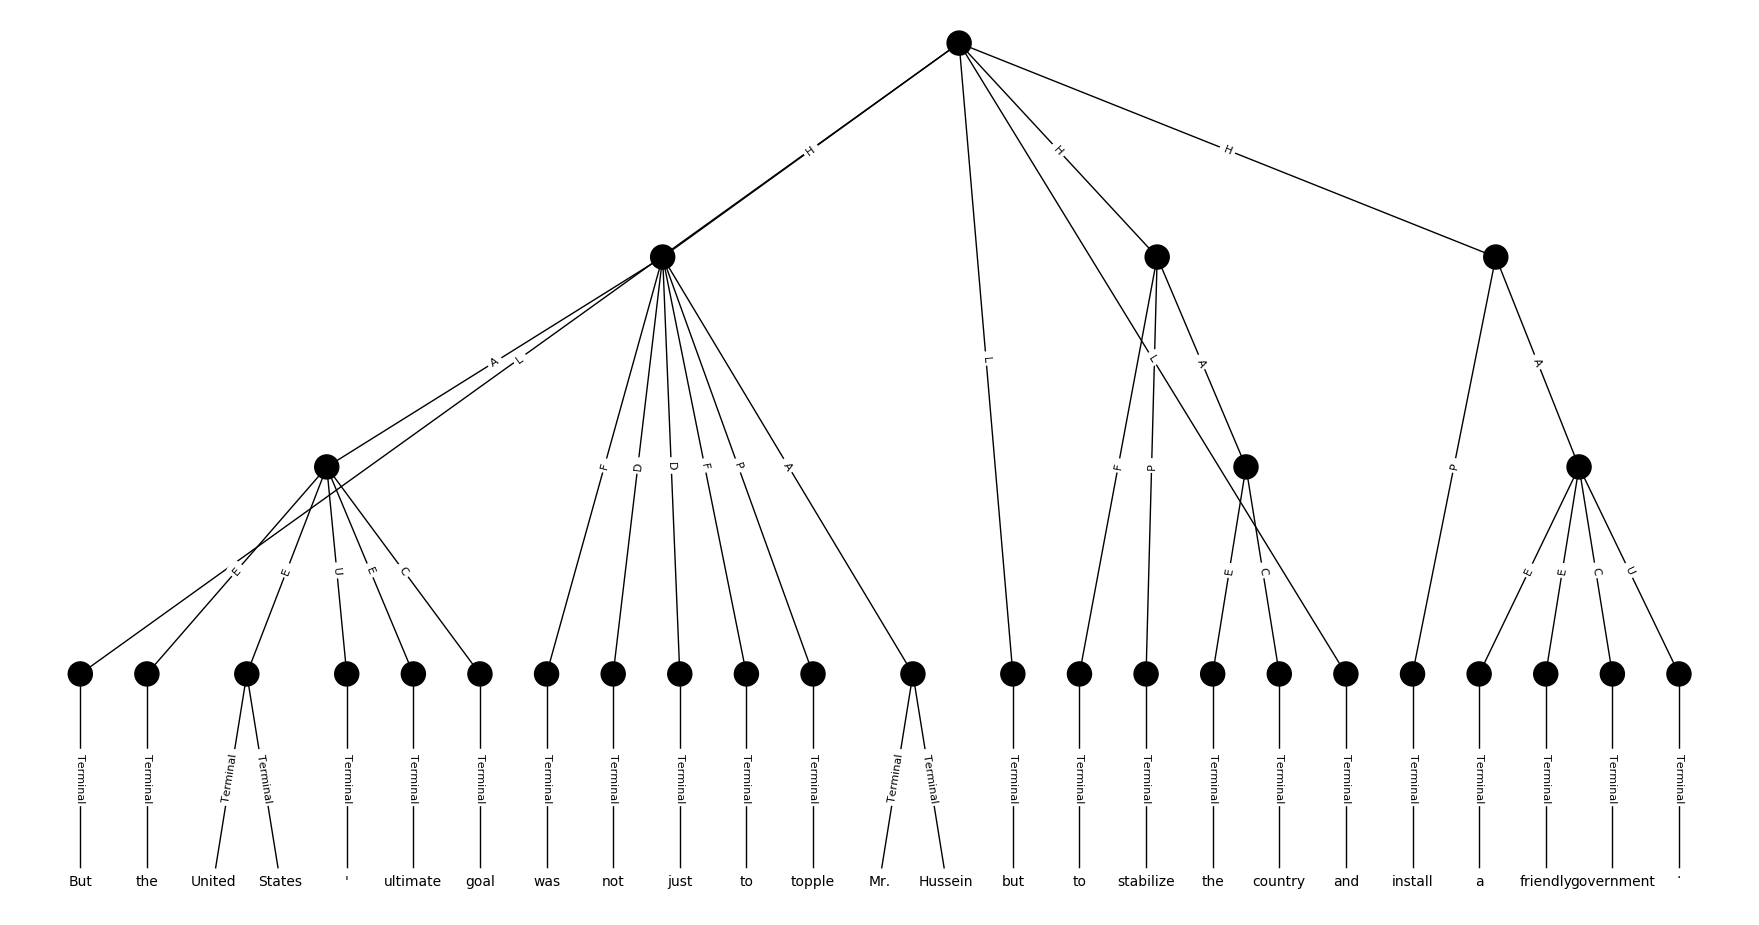 H H H
A L L L A A
F D D F P A F P P
E E U E C E C E E C U
Terminal Terminal Terminal Terminal Terminal Terminal Terminal Terminal Terminal Terminal Terminal Terminal Terminal Terminal Terminal Terminal Terminal Terminal Terminal Terminal Terminal Terminal Terminal Terminal Terminal
But the United States ' ultimate goal was not just to topple Mr. Hussein but to stabilize the country and install a friendly government .